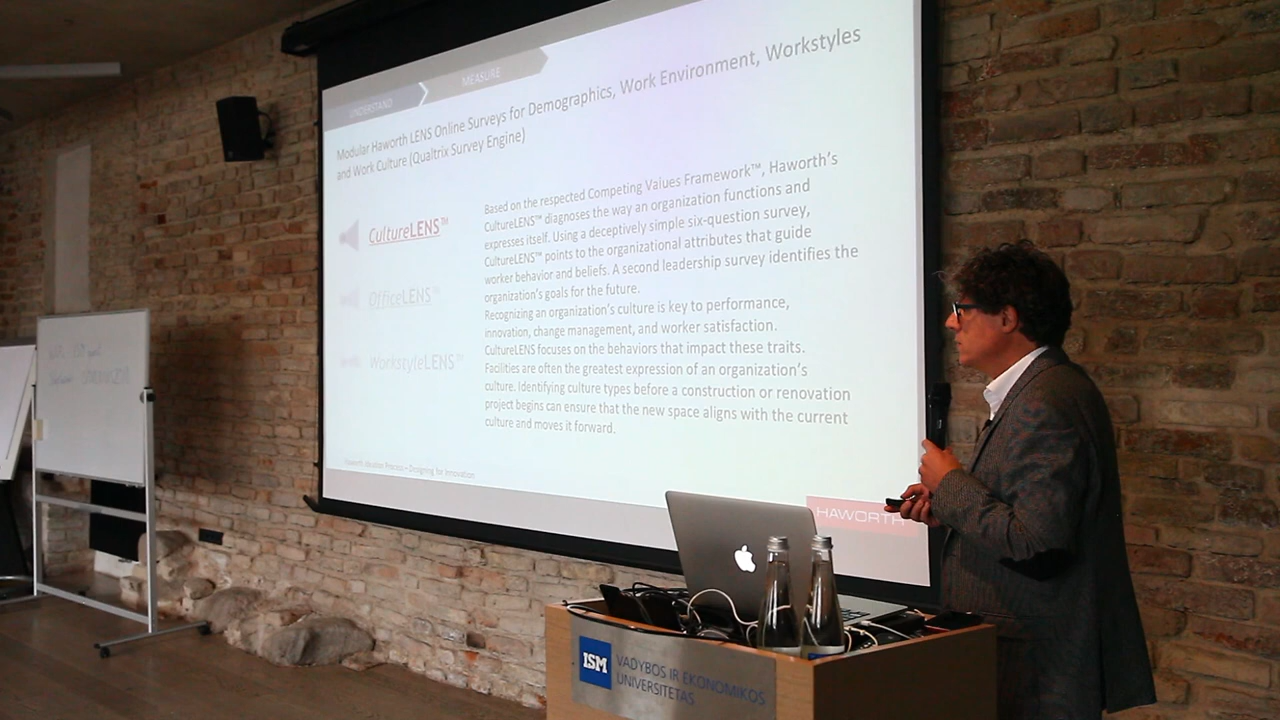 UNDERSTAND
MEASURE
Modular Haworth LENS Online Surveys for Demographics, Work Environment, Workstyles
and Work Culture (Qualtrix Survey Engine)
CultureLENS™
OfficeLENS™
WorkstyleLENS™
Based on the respected Competing Values Framework™, Haworth's
CultureLENS™ diagnoses the way an organization functions and
expresses itself. Using a deceptively simple six-question survey,
CultureLENS™ points to the organizational attributes that guide
worker behavior and beliefs. A second leadership survey identifies the
organization's goals for the future.
Recognizing an organization's culture is key to performance,
innovation, change management, and worker satisfaction.
CultureLENS focuses on the behaviors that impact these traits.
Facilities are often the greatest expression of an organization's
culture. Identifying culture types before a construction or renovation
project begins can ensure that the new space aligns with the current
culture and moves it forward.
Haworth Ideation Process – Designing for Innovation
HAWORTH
ISM
VADYBOS IR EKONOMIKOS
UNIVERSITETAS